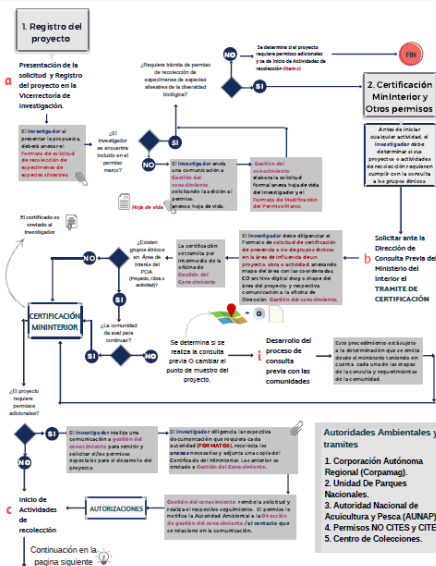 1. Registro del
proyecto
a
Presentación de la
solicitud y Registro
del proyecto en la
Vicerrectoría de
Investigación.
El investigador al
presentar la propuesta,
deberá anexar el
Formato de solicitud
de recolección de
especímenes de
especies silvestres.
¿El
investigador
se encuentra
incluido en el
permiso
marco?
¿Requiere trámite de permiso
de recolección de
especímenes de especies
silvestres de la diversidad
biológica?
NO
SI
Se determina si el proyecto
requiere permisos adicionales
y se da inicio de Actividades de
recolección (Ítem c)
FIN
SI
NO
El Investigador envía
una comunicación a
Gestión del
conocimiento
solicitando la adición al
permiso.
anexos: hoja de vida.
Hoja de vida
Gestión del
conocimiento
elabora la solicitud
formal anexa hoja de vida
del investigador y el
Formato de Modificación
del Permiso Marco.
2. Certificación
MinInterior y
Otros permisos
Antes de iniciar
cualquier actividad, el
investigador debe
determinar si sus
proyectos o actividades
de recolección requieren
cumplir con la consulta
a los grupos étnicos.
b
Solicitar ante la
Dirección de
Consulta Previa del
Ministerio del
Interior el
TRAMITE DE
CERTIFICACIÓN
El Investigador debe diligenciar el
Formato de solicitud de certificación
de presencia o no de grupos étnicos
en la área de influencia de un
proyecto, obra o actividad anexando
mapa del área con las coordenadas
CD archivo digital shape shape del
área del proyecto y respectiva
comunicación a la oficina de
Dirección Gestión del conocimiento.
La certificación
se tramita por
intermedio de la
oficina de
Gestión del
Conocimiento
¿Existen
grupos étnicos
en Área de
interés del
POA
(Proyecto, Obra o
actividad)?
NO
SI
El certificado es
enviado al
investigador
CERTIFICACIÓN
MININTERIOR
¿La comunidad
da aval para
continuar?
SI
NO
Se determina si se
realiza la consulta
previa O cambiar el
punto de muestreo del
proyecto.
i
Desarrollo del
proceso de
consulta
previa con las
comunidades
Este procedimiento está sujeto
a la determinación que se emita
desde el ministerio teniendo en
cuenta cada una de las etapas
de la consulta y requerimientos
de la comunidad.
¿El proyecto
requiere
permisos
adicionales?
SI
NO
El investigador realiza una
comunicación a gestión del
conocimiento para remitir y
solicitar el/los permisos
especiales para el desarrollo del
proyecto.
El Investigador diligencia la respectiva
documentación que requiera cada
autoridad (FORMATOS), recolecta los
anexos necesarios y adjunta una copia del
Certificado del Mininterior. Los anterior es
enviado a Gestión del Conocimiento.
c
Inicio de
Actividades
de
recolección
AUTORIZACIONES
Gestión del conocimiento remite la solicitud y
realiza el respectivo seguimiento. El permiso lo
notifica la Autoridad Ambiental a la Dirección
de gestión del conocimiento / al contacto que
se relacione en la comunicación.
Autoridades Ambientales y
tramites
1. Corporación Autónoma
Regional (Corpamag).
2. Unidad De Parques
Nacionales.
3. Autoridad Nacional de
Acuicultura y Pesca (AUNAP)
4. Permisos NO CITES y CITE
5. Centro de Colecciones.
Continuación en la
pagina siguiente